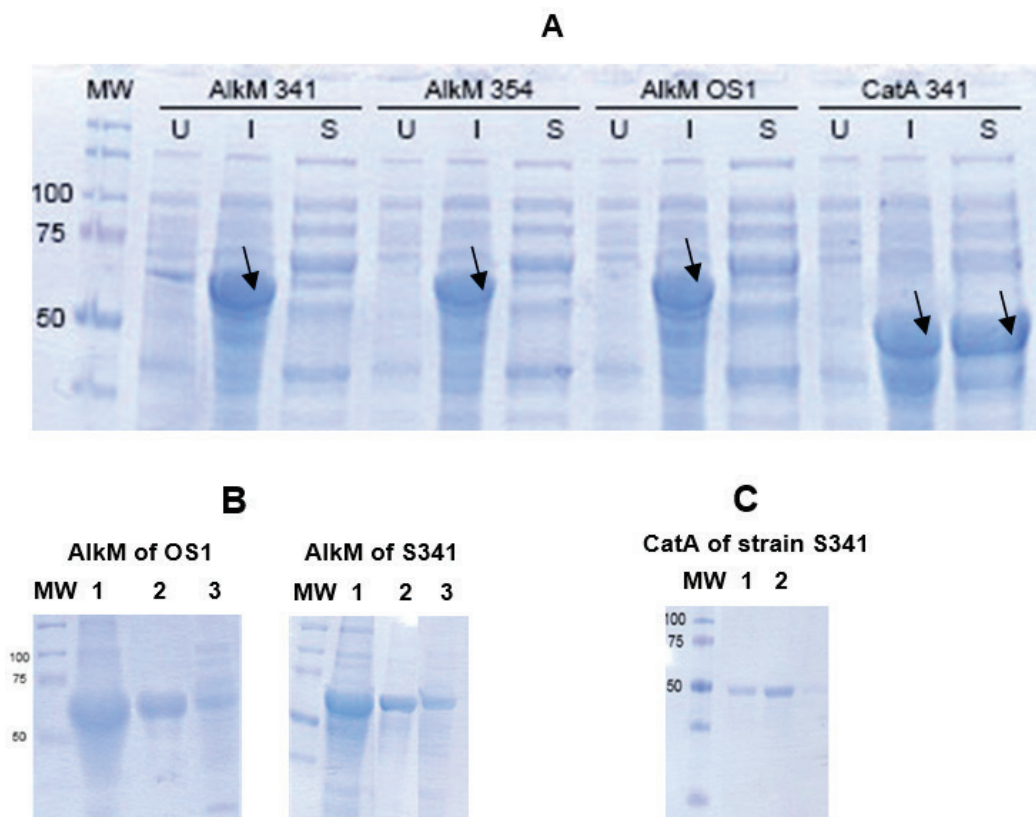 A
MW AlkM 341 AlkM 354 AlkM OS1 CatA 341
U I S U I S U I S U I S
100
75
50
B
AlkM of OS1
MW 1 2 3
100
75
50
AlkM of S341
MW 1 2 3
C
CatA of strain S341
MW 1 2
100
75
50